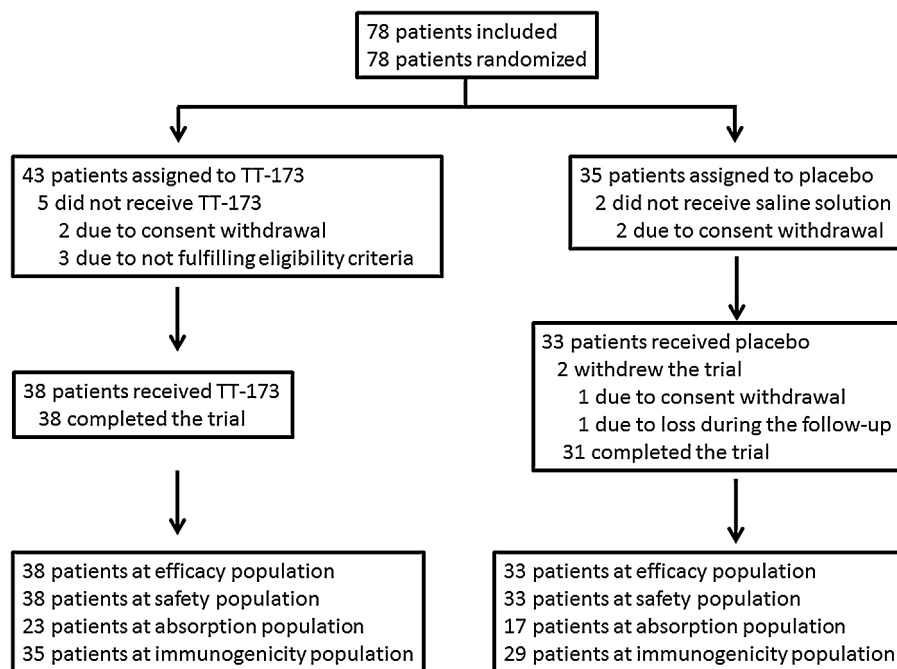 78 patients included
78 patients randomized
43 patients assigned to TT-173
5 did not receive TT-173
2 due to consent withdrawal
3 due to not fulfilling eligibility criteria
35 patients assigned to placebo
2 did not receive saline solution
2 due to consent withdrawal
38 patients received TT-173
38 completed the trial
33 patients received placebo
2 withdrew the trial
1 due to consent withdrawal
1 due to loss during the follow-up
31 completed the trial
38 patients at efficacy population
38 patients at safety population
23 patients at absorption population
35 patients at immunogenicity population
33 patients at efficacy population
33 patients at safety population
17 patients at absorption population
29 patients at immunogenicity population